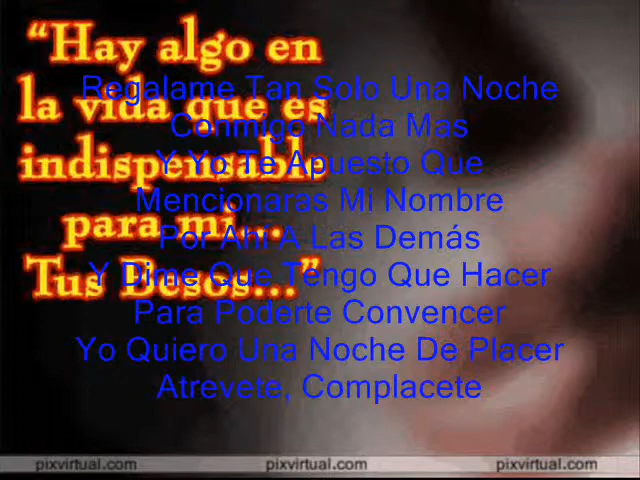 “Hay algo en
la vida que es
indispensable
para mi...
Tus Besos...”
Regalame Tan Solo Una Noche
Conmigo Nada Mas
Y Yo Te Apuesto Que
Mencionaras Mi Nombre
Por Ahi A Las Demás
Y Dime Que Tengo Que Hacer
Para Poderte Convencer
Yo Quiero Una Noche De Placer
Atrevete, Complacete
pixvirtual.com pixvirtual.com pixvirtual.com